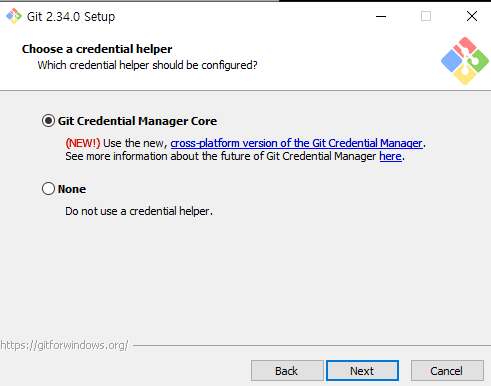 Git 2.34.0 Setup
Choose a credential helper
Which credential helper should be configured?
Git Credential Manager Core
(NEW!) Use the new, cross-platform version of the Git Credential Manager.
See more information about the future of Git Credential Manager here.
None
Do not use a credential helper.
https://gitforwindows.org/
Back Next Cancel